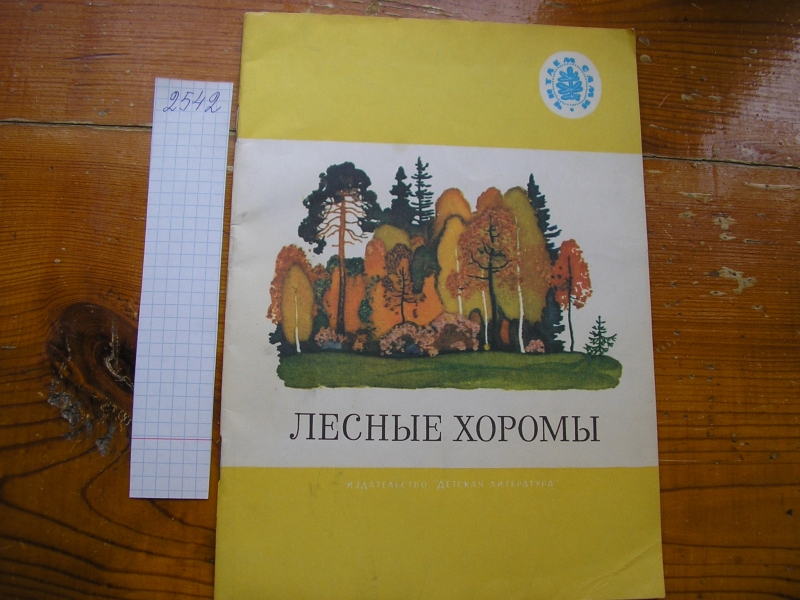 2542
ЧИТАЕМ САМИ
ЛЕСНЫЕ ХОРОМЫ
ИЗДАТЕЛЬСТВО "ДЕТСКАЯ ЛИТЕРАТУРА"